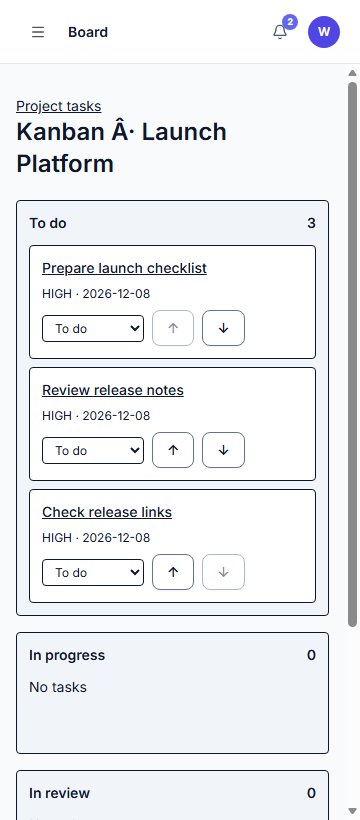 Board
2
W
Project tasks
Kanban Â· Launch
Platform
To do 3
Prepare launch checklist
HIGH · 2026-12-08
To do
Review release notes
HIGH · 2026-12-08
To do
Check release links
HIGH · 2026-12-08
To do
In progress 0
No tasks
In review 0